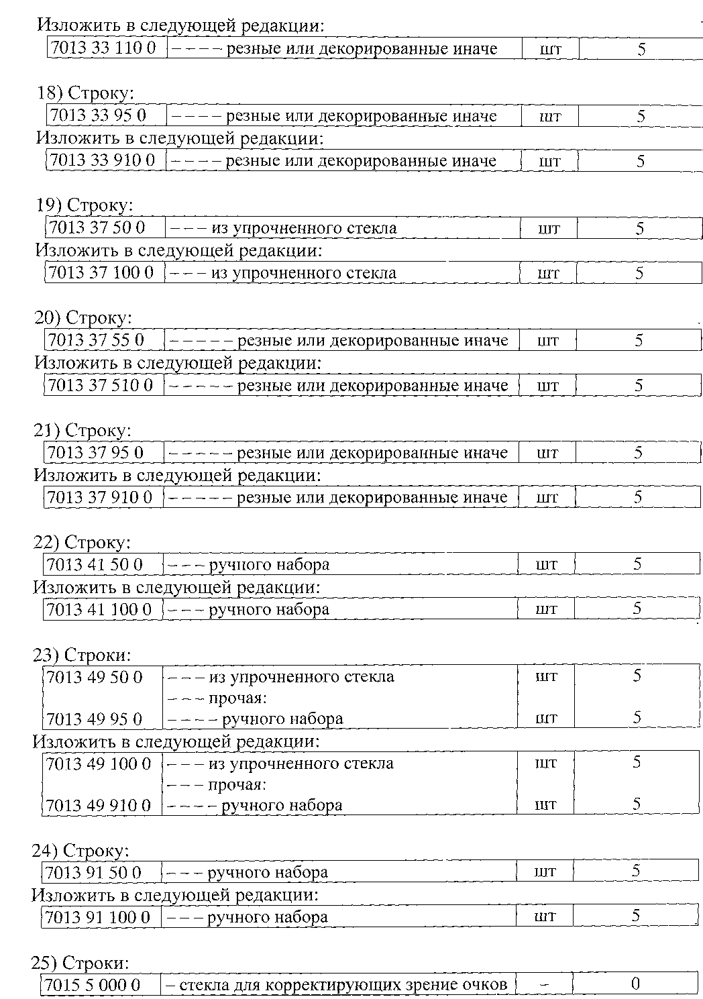 Изложить в следующей редакции:
7013 33 110 0 – – – – резные или декорированные иначе шт 5
18) Строку:
7013 33 95 0 – – – – резные или декорированные иначе шт 5
Изложить в следующей редакции:
7013 33 910 0 – – – – резные или декорированные иначе шт 5
19) Строку:
7013 37 50 0 – – – из упрочненного стекла шт 5
Изложить в следующей редакции:
7013 37 100 0 – – – из упрочненного стекла шт 5
20) Строку:
7013 37 55 0 – – – – – резные или декорированные иначе шт 5
Изложить в следующей редакции:
7013 37 510 0 – – – – – резные или декорированные иначе шт 5
21) Строку:
7013 37 95 0 – – – – – резные или декорированные иначе шт 5
Изложить в следующей редакции:
7013 37 910 0 – – – – – резные или декорированные иначе шт 5
22) Строку:
7013 41 50 0 – – – ручного набора шт 5
Изложить в следующей редакции:
7013 41 100 0 – – – ручного набора шт 5
23) Строки:
7013 49 50 0 – – – из упрочненного стекла шт 5
– – – прочая:
7013 49 95 0 – – – – ручного набора шт 5
Изложить в следующей редакции:
7013 49 100 0 – – – из упрочненного стекла шт 5
– – – прочая:
7013 49 910 0 – – – – ручного набора шт 5
24) Строку:
7013 91 50 0 – – – ручного набора шт 5
Изложить в следующей редакции:
7013 91 100 0 – – – ручного набора шт 5
25) Строки:
7015 5 000 0 – стекла для корректирующих зрение очков – 0